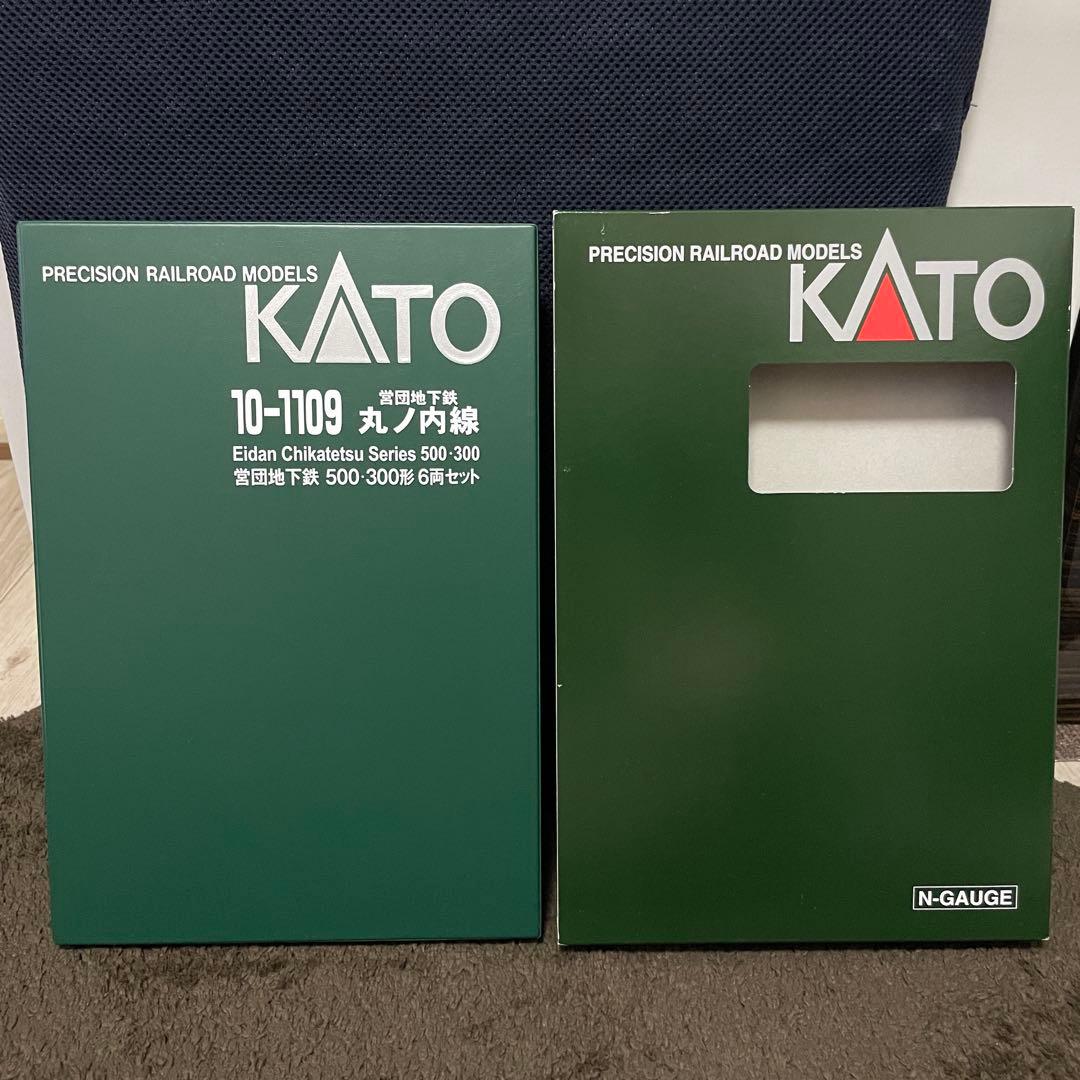 PRECISION RAILROAD MODELS
KATO
10-1109 営団地下鉄 丸ノ内線
Eidan Chikatetsu Series 500·300
営団地下鉄 500·300形 6両セット
PRECISION RAILROAD MODELS
KATO
N-GAUGE